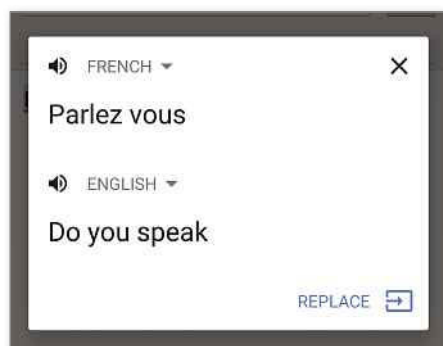 FRENCH
Parlez vous
ENGLISH
Do you speak
REPLACE